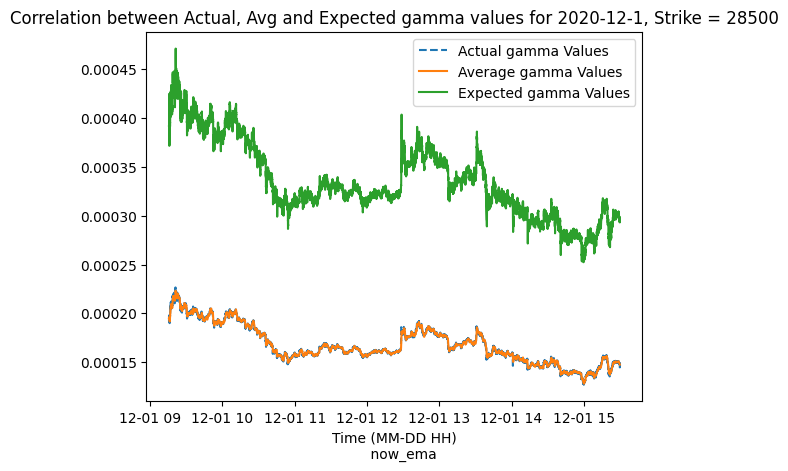 Correlation between Actual, Avg and Expected gamma values for 2020-12-1, Strike = 28500
Actual gamma Values
Average gamma Values
Expected gamma Values
0.00045
0.00040
0.00035
0.00030
0.00025
0.00020
0.00015
12-01 09 12-01 10 12-01 11 12-01 12 12-01 13 12-01 14 12-01 15
Time (MM-DD HH)
now_ema